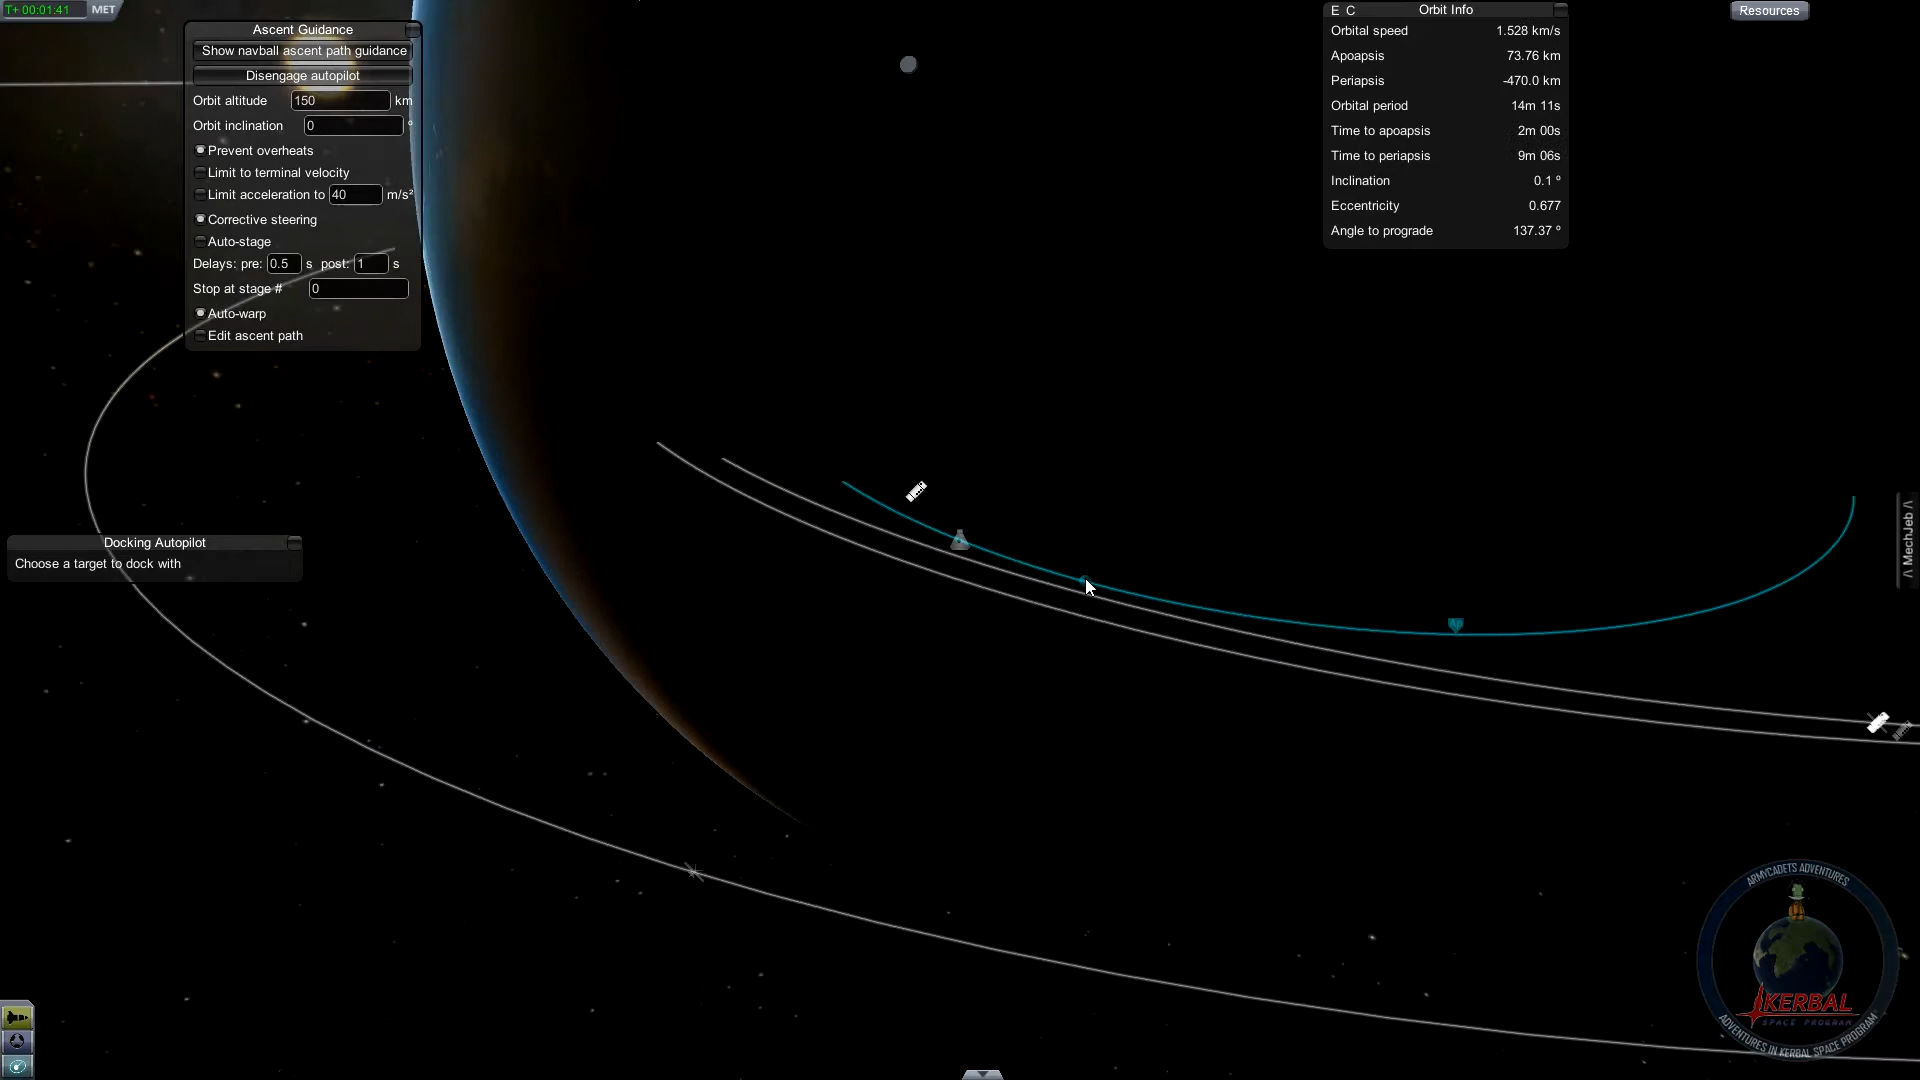 T+ 00:01:41 MET
Ascent Guidance
Show navball ascent path guidance
Disengage autopilot
Orbit altitude 150 km
Orbit inclination 0 °
Prevent overheats
Limit to terminal velocity
Limit acceleration to 40 m/s²
Corrective steering
Auto-stage
Delays: pre: 0.5 s post: 1 s
Stop at stage # 0
Auto-warp
Edit ascent path
Docking Autopilot
Choose a target to dock with
E C Orbit Info
Orbital speed 1.528 km/s
Apoapsis 73.76 km
Periapsis -470.0 km
Orbital period 14m 11s
Time to apoapsis 2m 00s
Time to periapsis 9m 06s
Inclination 0.1 °
Eccentricity 0.677
Angle to prograde 137.37 °
Resources
/\ MechJeb /\
Ap
ARMYCADETS ADVENTURES
KERBAL
SPACE PROGRAM
ADVENTURES IN KERBAL SPACE PROGRAM